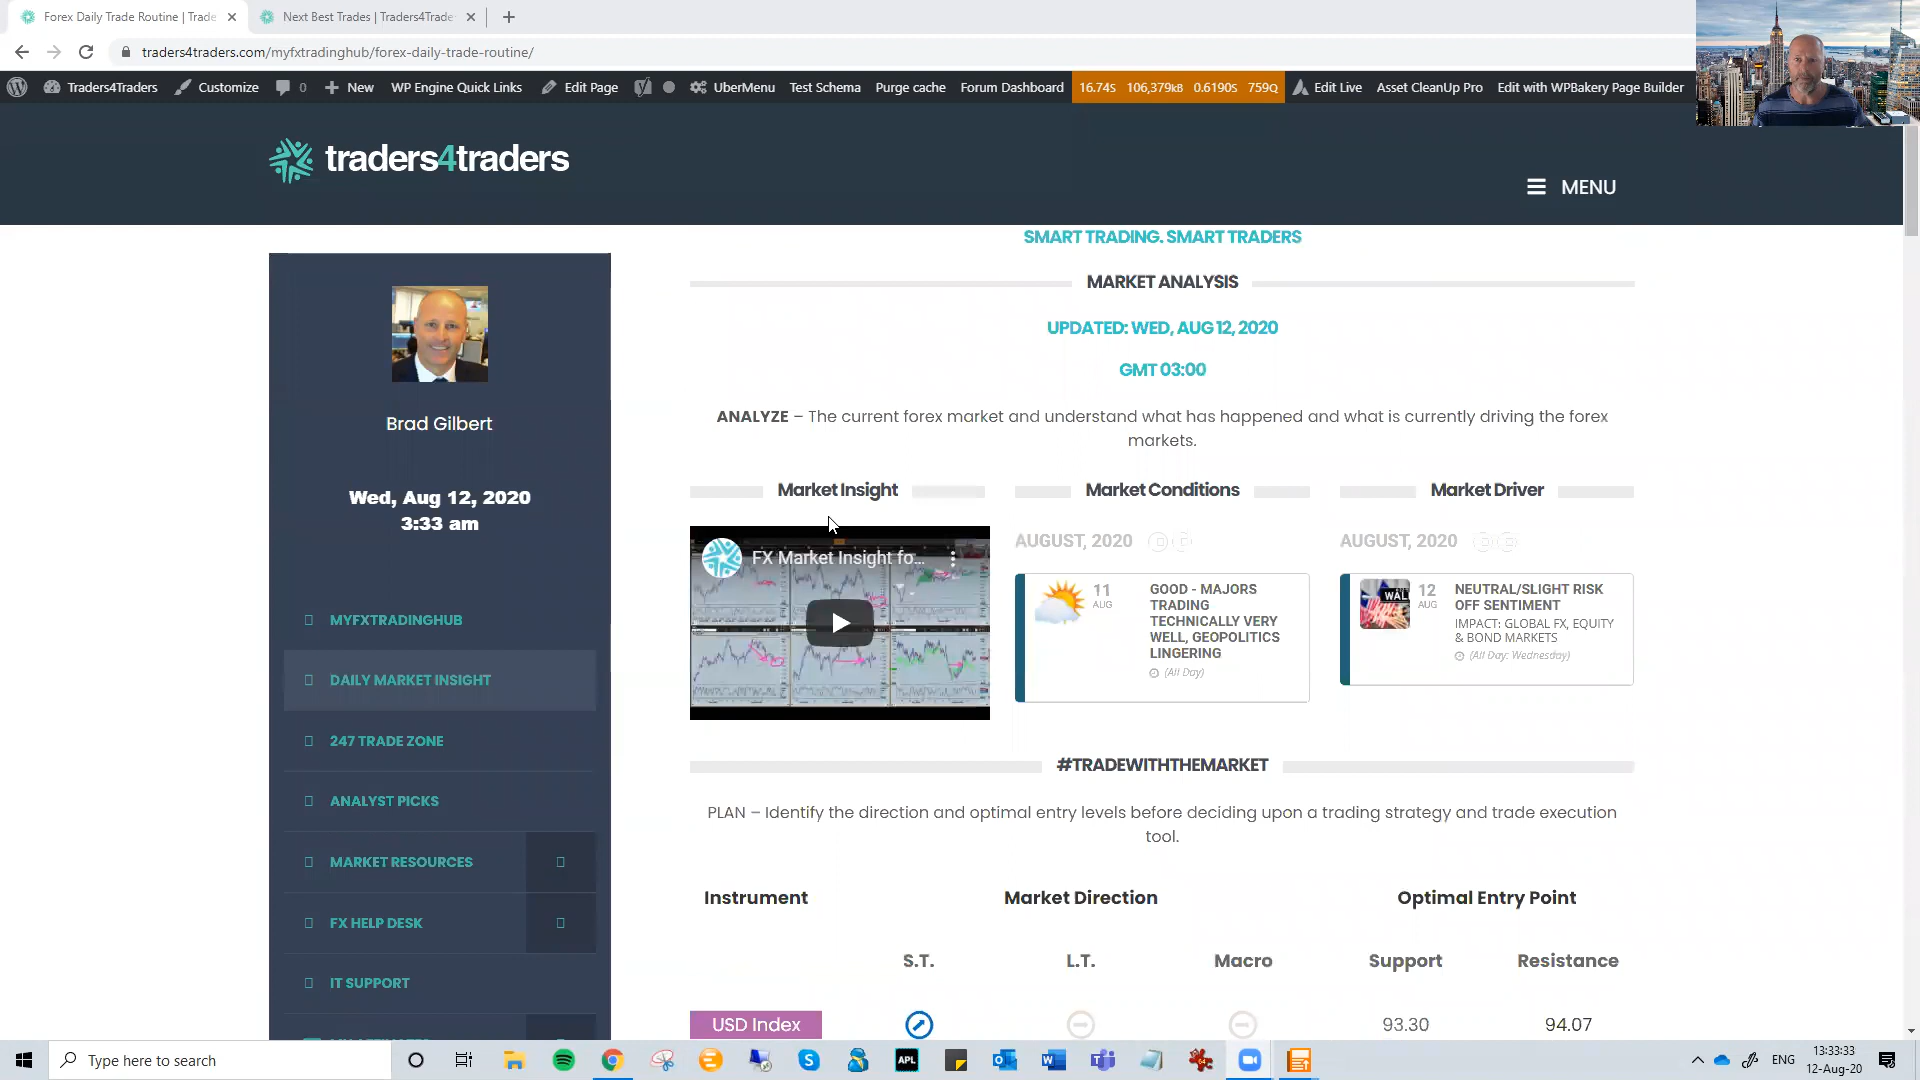 Forex Daily Trade Routine | Trade
Next Best Trades | Traders4Trade
traders4traders.com/myfxtradinghub/forex-daily-trade-routine/
Traders4Traders
Customize
0
New
WP Engine Quick Links
Edit Page
UberMenu
Test Schema
Purge cache
Forum Dashboard
16.74s 106,379kB 0.6190s 759Q
Edit Live
Asset CleanUp Pro
Edit with WPBakery Page Builder
traders4traders
MENU
Brad Gilbert
Wed, Aug 12, 2020
3:33 am
MYFXTRADINGHUB
DAILY MARKET INSIGHT
247 TRADE ZONE
ANALYST PICKS
MARKET RESOURCES
FX HELP DESK
IT SUPPORT
SMART TRADING. SMART TRADERS
MARKET ANALYSIS
UPDATED: WED, AUG 12, 2020
GMT 03:00
ANALYZE – The current forex market and understand what has happened and what is currently driving the forex
markets.
Market Insight
FX Market Insight fo...
Market Conditions
AUGUST, 2020
11
AUG
GOOD - MAJORS
TRADING
TECHNICALLY VERY
WELL, GEOPOLITICS
LINGERING
(All Day)
Market Driver
AUGUST, 2020
WALL
12
AUG
NEUTRAL/SLIGHT RISK
OFF SENTIMENT
IMPACT: GLOBAL FX, EQUITY
& BOND MARKETS
(All Day: Wednesday)
#TRADEWITHTHEMARKET
PLAN – Identify the direction and optimal entry levels before deciding upon a trading strategy and trade execution
tool.
Instrument
Market Direction
Optimal Entry Point
S.T.
L.T.
Macro
Support
Resistance
USD Index
93.30
94.07
Type here to search
APL
ENG
13:33:33
12-Aug-20